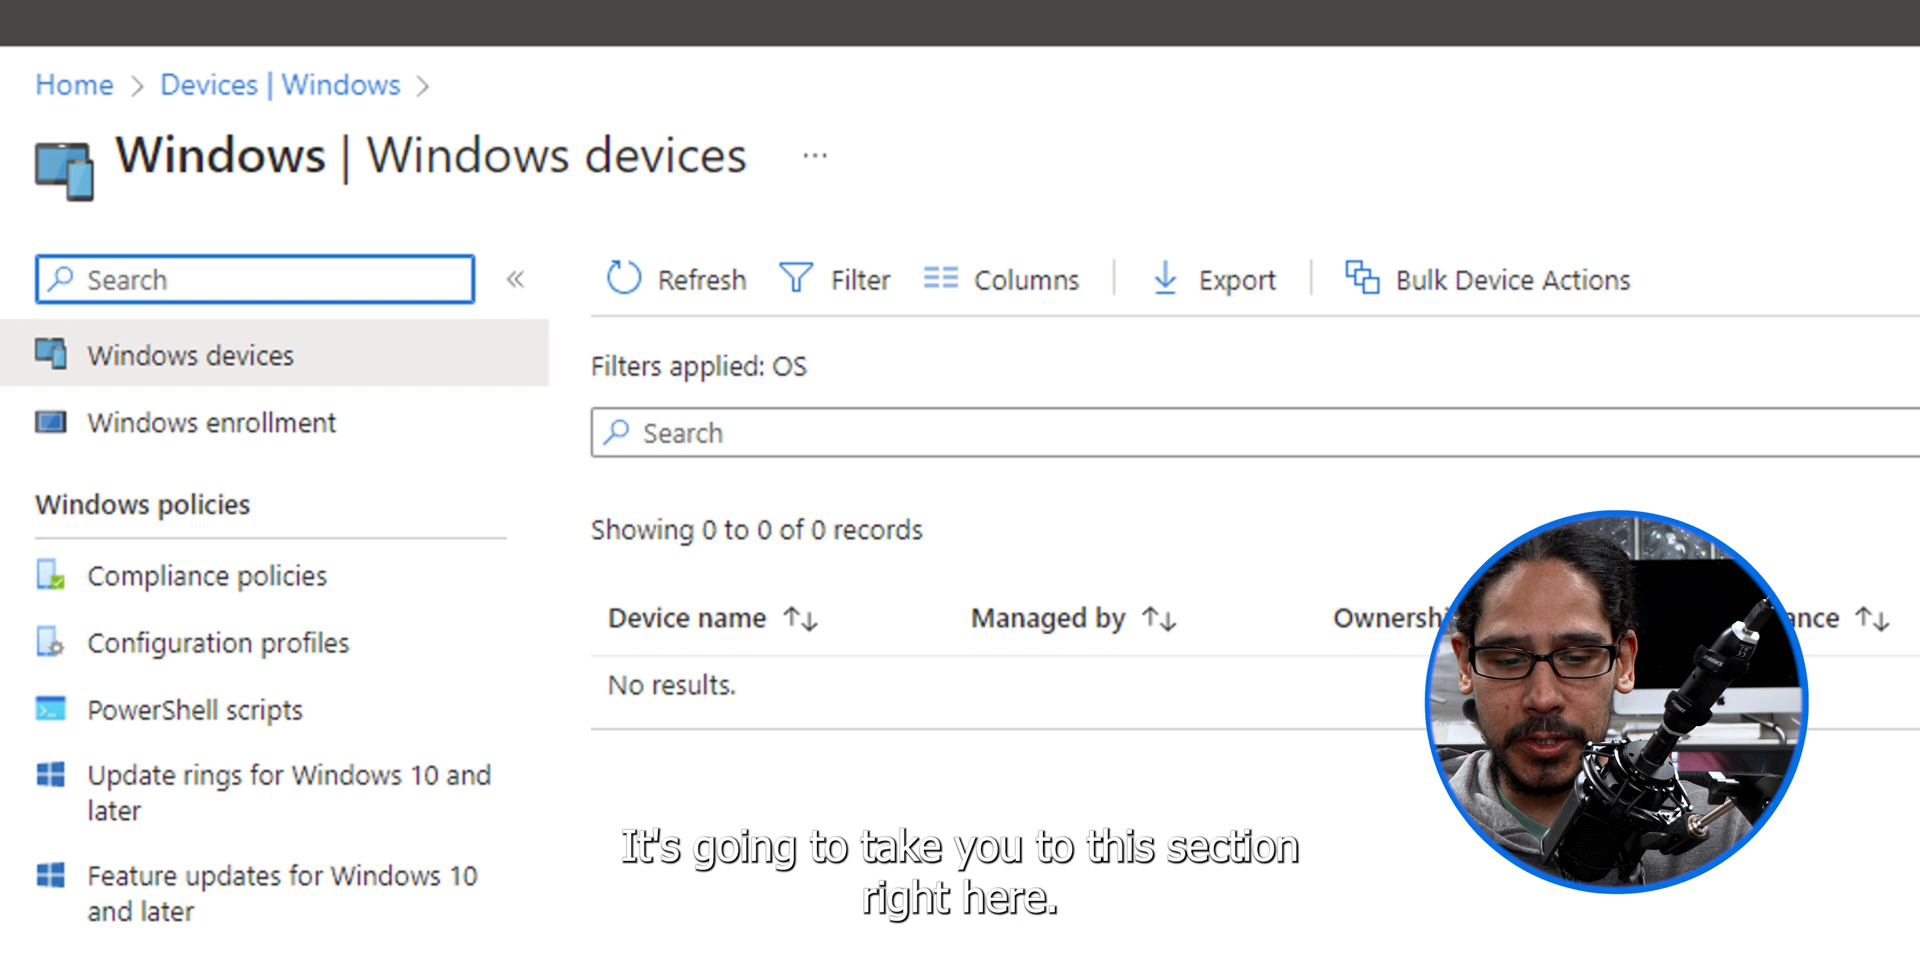 Home > Devices | Windows >
Windows | Windows devices ...
Search «
Windows devices
Windows enrollment
Windows policies
Compliance policies
Configuration profiles
PowerShell scripts
Update rings for Windows 10 and
later
Feature updates for Windows 10
and later
Refresh Filter Columns | Export | Bulk Device Actions
Filters applied: OS
Search
Showing 0 to 0 of 0 records
Device name ↑↓ Managed by ↑↓ ↑↓
No results.
It's going to take you to this section
right here.